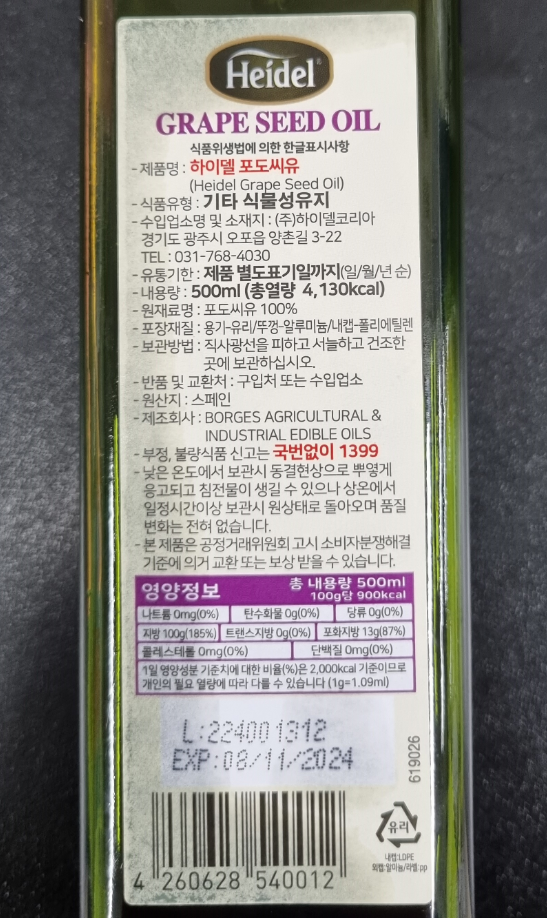 Heidel®
GRAPE SEED OIL
식품위생법에 의한 한글표시사항
- 제품명 : 하이델 포도씨유
(Heidel Grape Seed Oil)
- 식품유형 : 기타 식물성유지
- 수입업소명 및 소재지 : (주)하이델코리아
경기도 광주시 오포읍 양촌길 3-22
TEL : 031-768-4030
- 유통기한 : 제품 별도표기일까지(일/월/년 순)
- 내용량 : 500ml (총열량 4,130kcal)
- 원재료명 : 포도씨유 100%
- 포장재질 : 용기-유리/뚜껑-알루미늄/내캡-폴리에틸렌
- 보관방법 : 직사광선을 피하고 서늘하고 건조한
곳에 보관하십시오.
- 반품 및 교환처 : 구입처 또는 수입업소
- 원산지 : 스페인
- 제조회사 : BORGES AGRICULTURAL &
INDUSTRIAL EDIBLE OILS
- 부정, 불량식품 신고는 국번없이 1399
- 낮은 온도에서 보관시 동결현상으로 뿌옇게
응고되고 침전물이 생길 수 있으나 상온에서
일정시간이상 보관시 원상태로 돌아오며 품질
변화는 전혀 없습니다.
- 본 제품은 공정거래위원회 고시 소비자분쟁해결
기준에 의거 교환 또는 보상 받을 수 있습니다.
영양정보 총 내용량 500ml
100g당 900kcal
나트륨 0mg(0%) 탄수화물 0g(0%) 당류 0g(0%)
지방 100g(185%) 트랜스지방 0g(0%) 포화지방 13g(87%)
콜레스테롤 0mg(0%) 단백질 0mg(0%)
1일 영양성분 기준치에 대한 비율(%)은 2,000kcal 기준이므로
개인의 필요 열량에 따라 다를 수 있습니다 (1g=1.09ml)
L:224001312
EXP:08/11/2024
619026
유리
내캡:LDPE
외캡:알미늄/라벨:pp
4 260628 540012